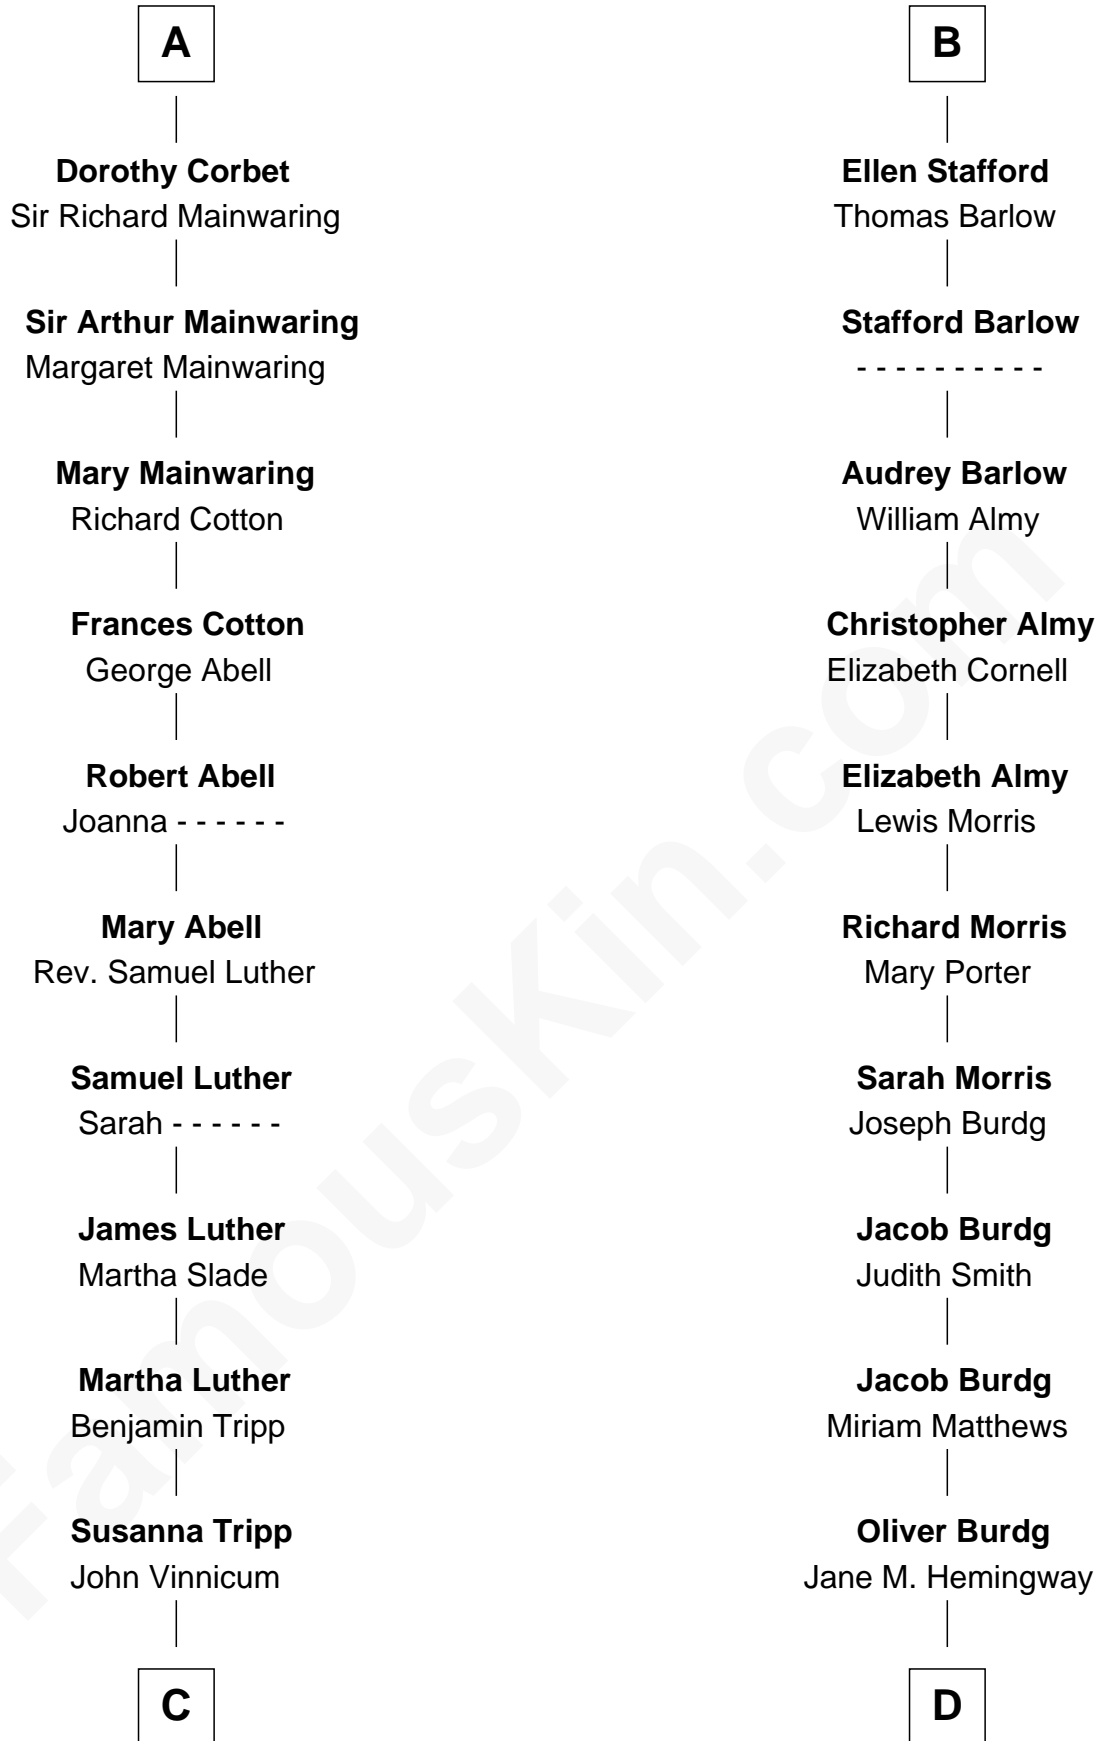 A
Dorothy Corbet
Sir Richard Mainwaring
Sir Arthur Mainwaring
Margaret Mainwaring
Mary Mainwaring
Richard Cotton
Frances Cotton
George Abell
Robert Abell
Joanna - - - - - -
Mary Abell
Rev. Samuel Luther
Samuel Luther
Sarah - - - - - -
James Luther
Martha Slade
Martha Luther
Benjamin Tripp
Susanna Tripp
John Vinnicum
C
B
Ellen Stafford
Thomas Barlow
Stafford Barlow
- - - - - - - - - -
Audrey Barlow
William Almy
Christopher Almy
Elizabeth Cornell
Elizabeth Almy
Lewis Morris
Richard Morris
Mary Porter
Sarah Morris
Joseph Burdg
Jacob Burdg
Judith Smith
Jacob Burdg
Miriam Matthews
Oliver Burdg
Jane M. Hemingway
D
FamousKin.com